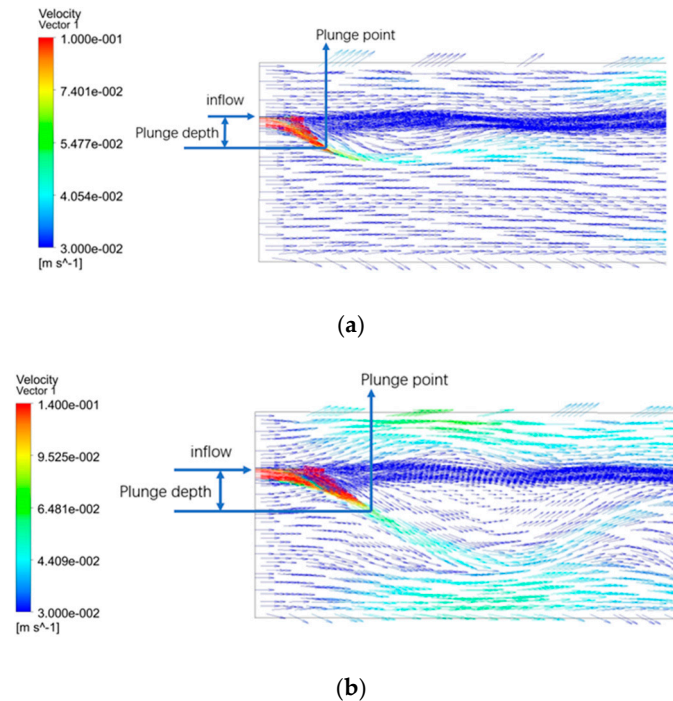 Velocity
Vector 1
1.000e-001
7.401e-002
5.477e-002
4.054e-002
3.000e-002
[m s^-1]
Plunge point
inflow
Plunge depth
(a)
Velocity
Vector 1
1.400e-001
9.525e-002
6.481e-002
4.409e-002
3.000e-002
[m s^-1]
Plunge point
inflow
Plunge depth
(b)